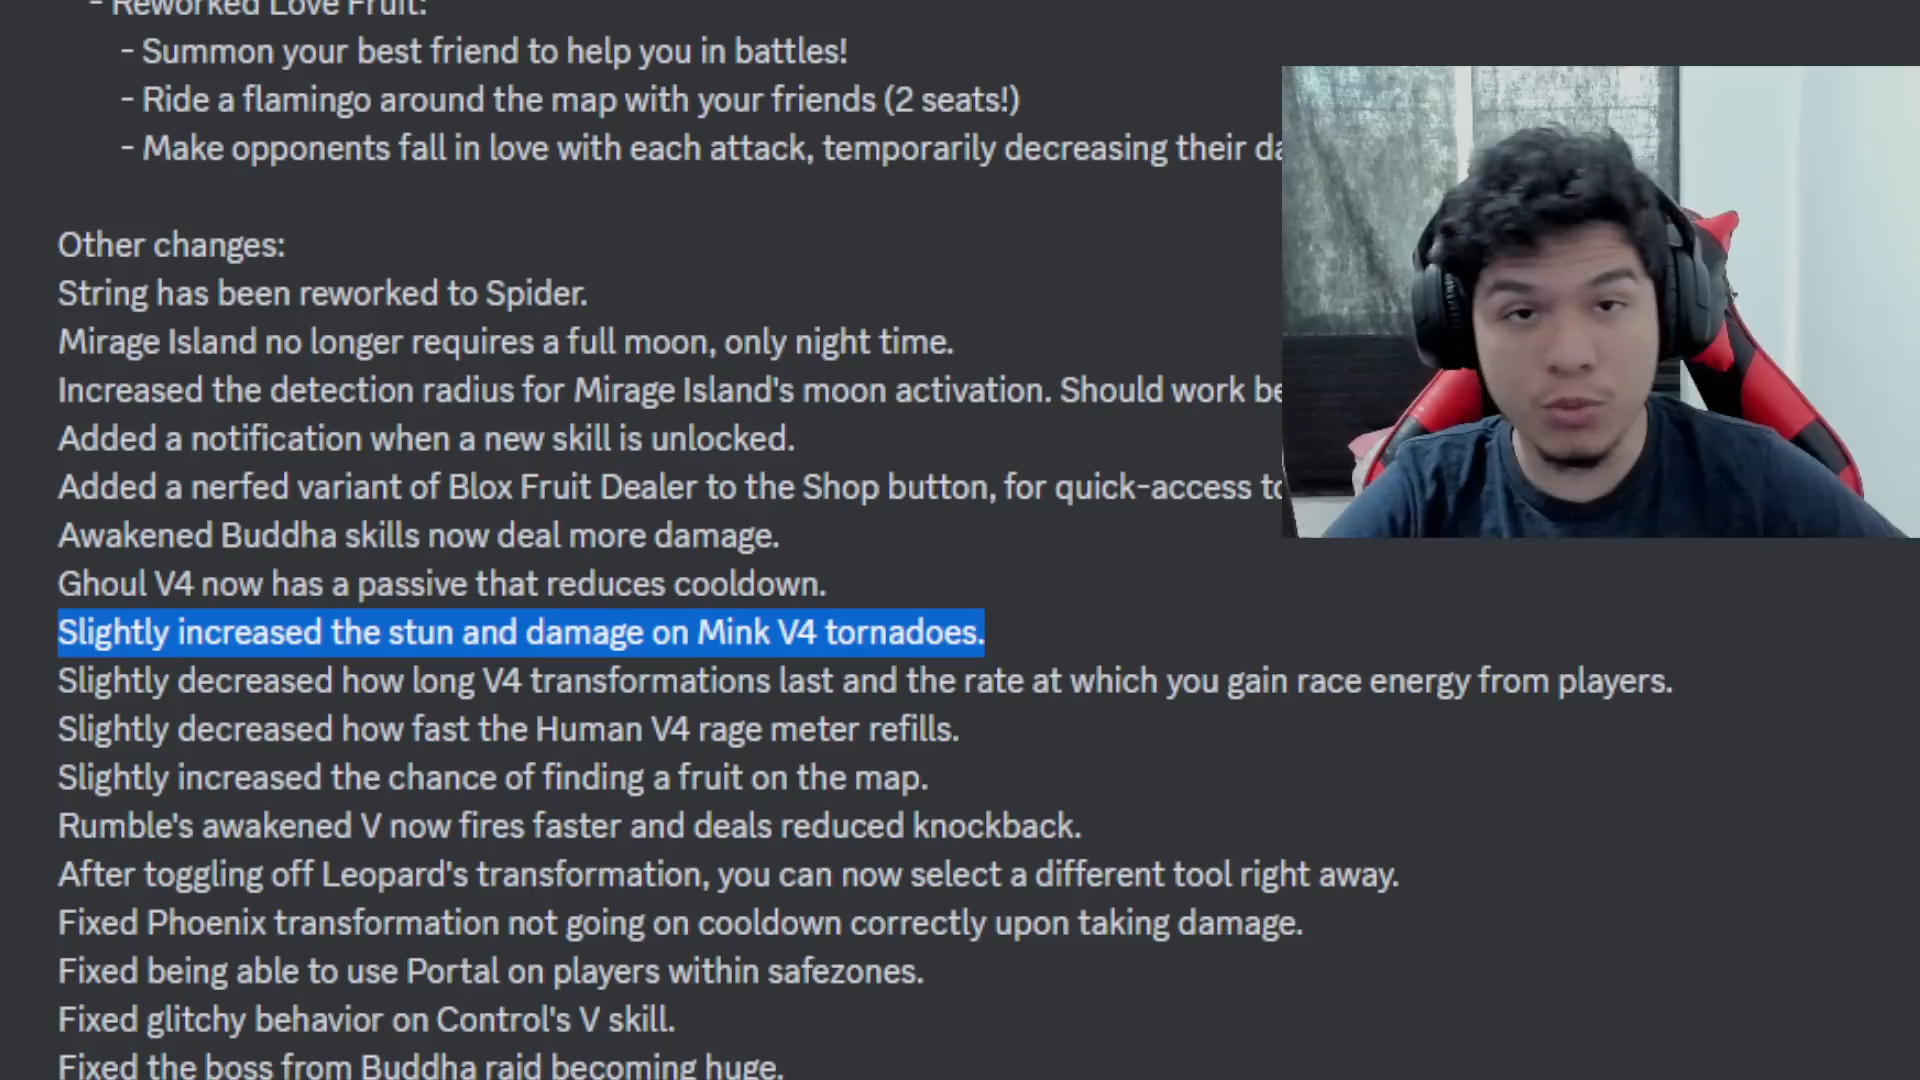 - Reworked Love Fruit:
- Summon your best friend to help you in battles!
- Ride a flamingo around the map with your friends (2 seats!)
- Make opponents fall in love with each attack, temporarily decreasing their
Other changes:
String has been reworked to Spider.
Mirage Island no longer requires a full moon, only night time.
Increased the detection radius for Mirage Island's moon activation. Should work
Added a notification when a new skill is unlocked.
Added a nerfed variant of Blox Fruit Dealer to the Shop button, for quick-access
Awakened Buddha skills now deal more damage.
Ghoul V4 now has a passive that reduces cooldown.
Slightly increased the stun and damage on Mink V4 tornadoes.
Slightly decreased how long V4 transformations last and the rate at which you gain race energy from players.
Slightly decreased how fast the Human V4 rage meter refills.
Slightly increased the chance of finding a fruit on the map.
Rumble's awakened V now fires faster and deals reduced knockback.
After toggling off Leopard's transformation, you can now select a different tool right away.
Fixed Phoenix transformation not going on cooldown correctly upon taking damage.
Fixed being able to use Portal on players within safezones.
Fixed glitchy behavior on Control's V skill.
Fixed the boss from Buddha raid becoming huge.